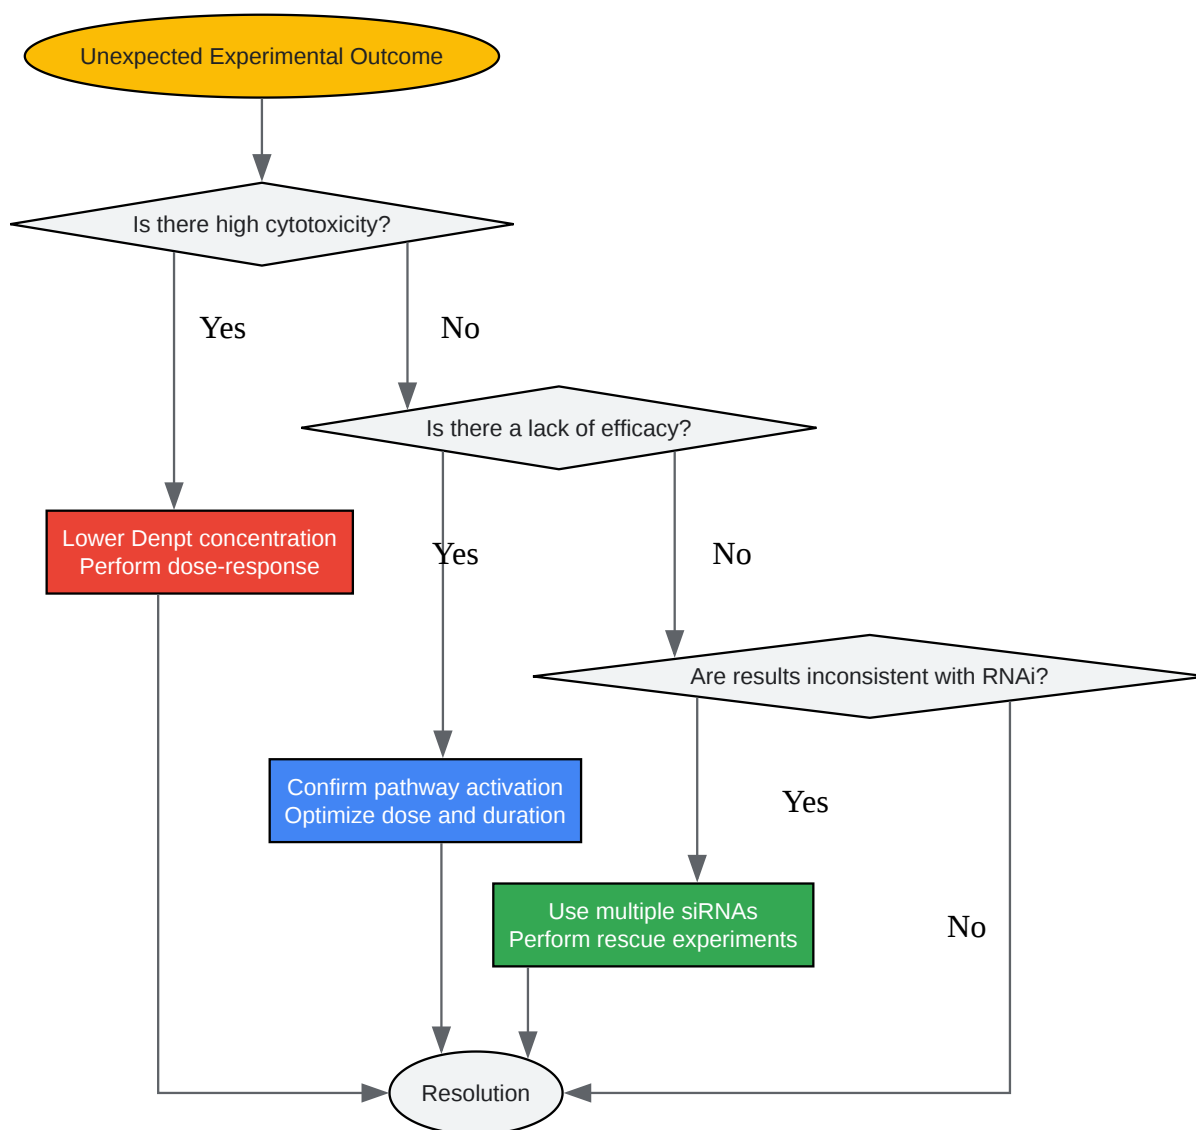 Unexpected Experimental Outcome
Is there high cytotoxicity?
Yes
No
Is there a lack of efficacy?
Lower Denpt concentration
Perform dose-response
Yes
No
Are results inconsistent with RNAi?
Confirm pathway activation
Optimize dose and duration
Yes
Use multiple siRNAs
Perform rescue experiments
No
Resolution